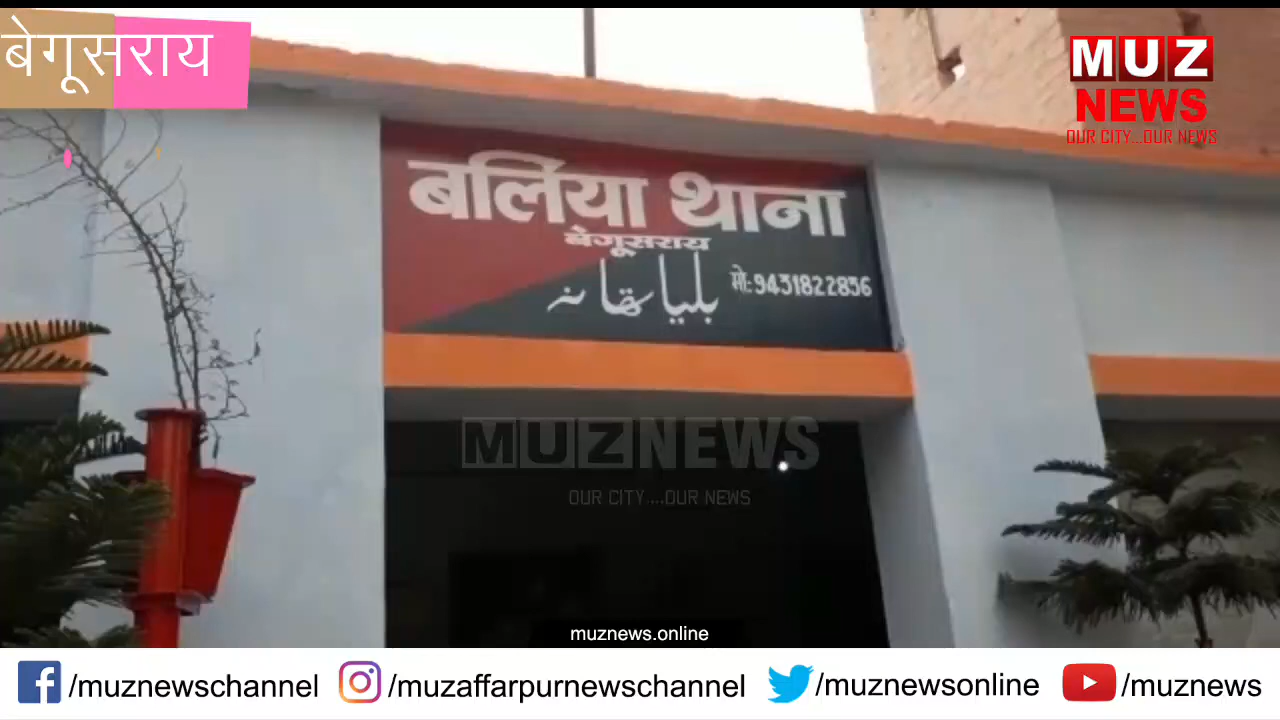 बेगूसराय
MUZ
NEWS
OUR CITY...OUR NEWS
बलिया थाना
बेगूसराय
بلیا تھانہ
मो:9431822856
MUZNEWS
OUR CITY....OUR NEWS
muznews.online
/muznewschannel
/muzaffarpurnewschannel
/muznewsonline
/muznews